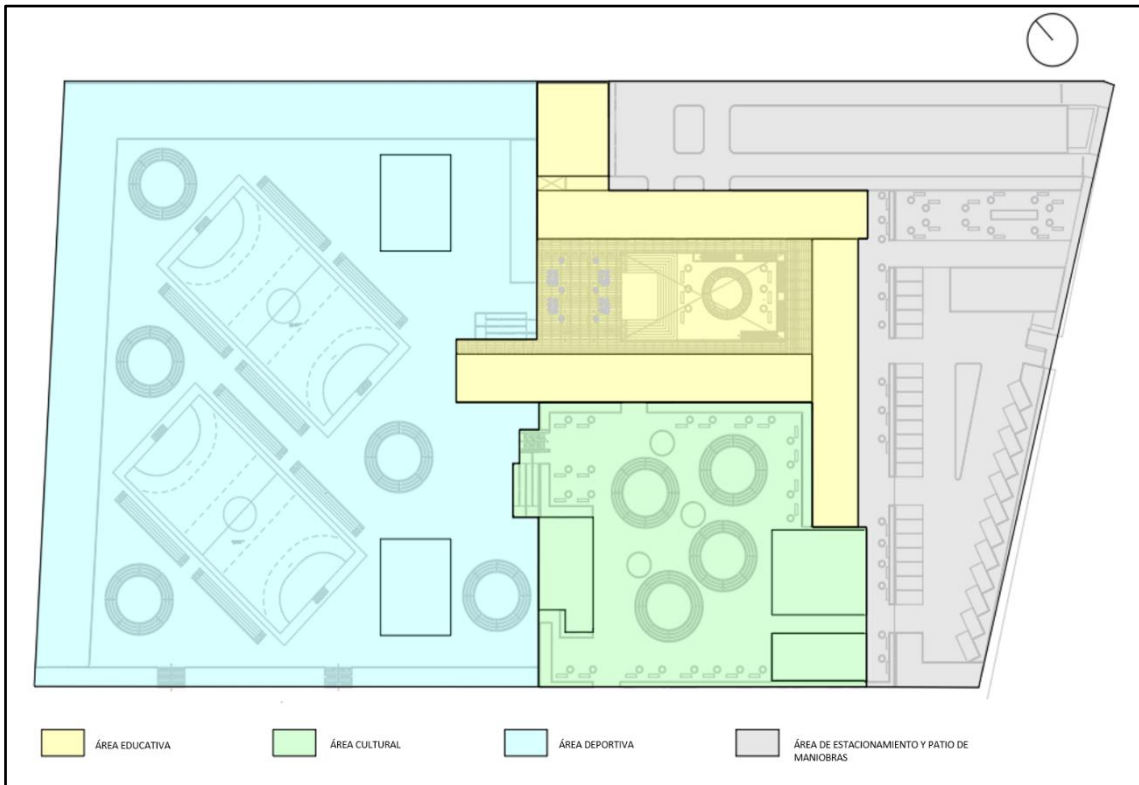 ÁREA EDUCATIVA
ÁREA CULTURAL
ÁREA DEPORTIVA
ÁREA DE ESTACIONAMIENTO Y PATIO DE
MANIOBRAS